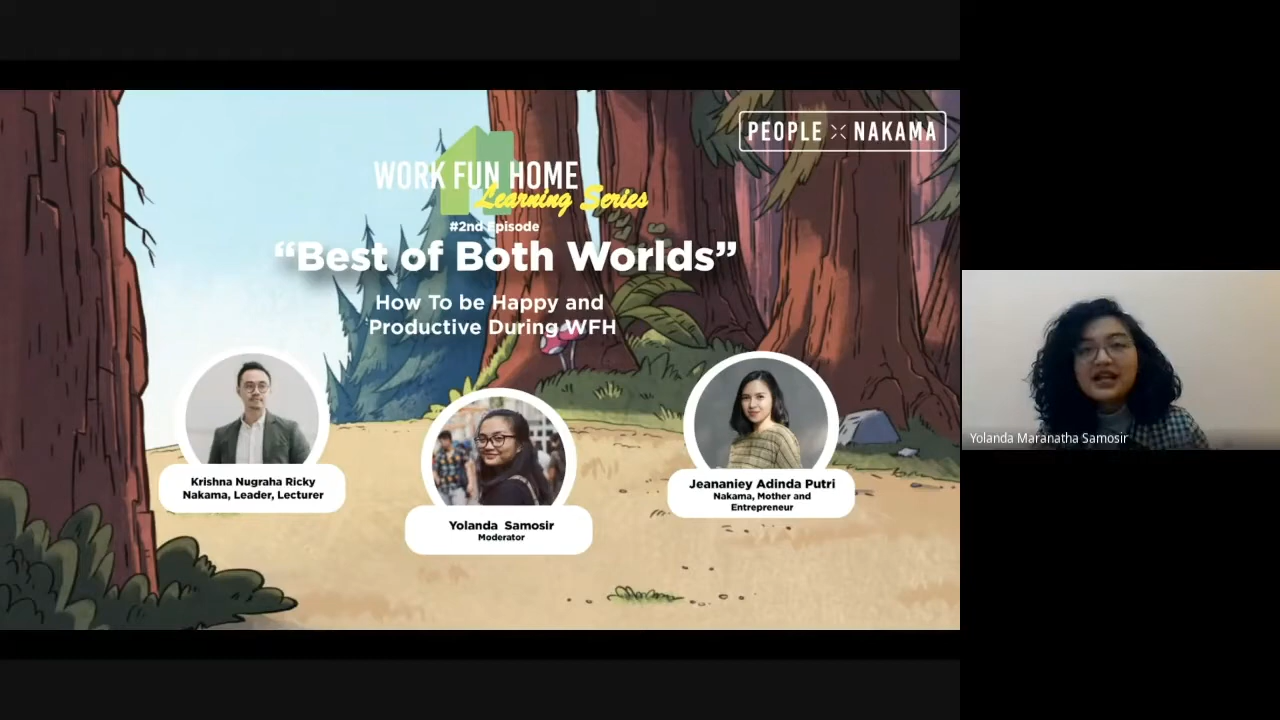 PEOPLE NAKAMA
WORK FUN HOME
Learning Series
#2nd Episode
“Best of Both Worlds”
How To be Happy and
Productive During WFH
Krishna Nugraha Ricky
Nakama, Leader, Lecturer
Yolanda Samosir
Moderator
Jeananiey Adinda Putri
Nakama, Mother and
Entrepreneur
Yolanda Maranatha Samosir